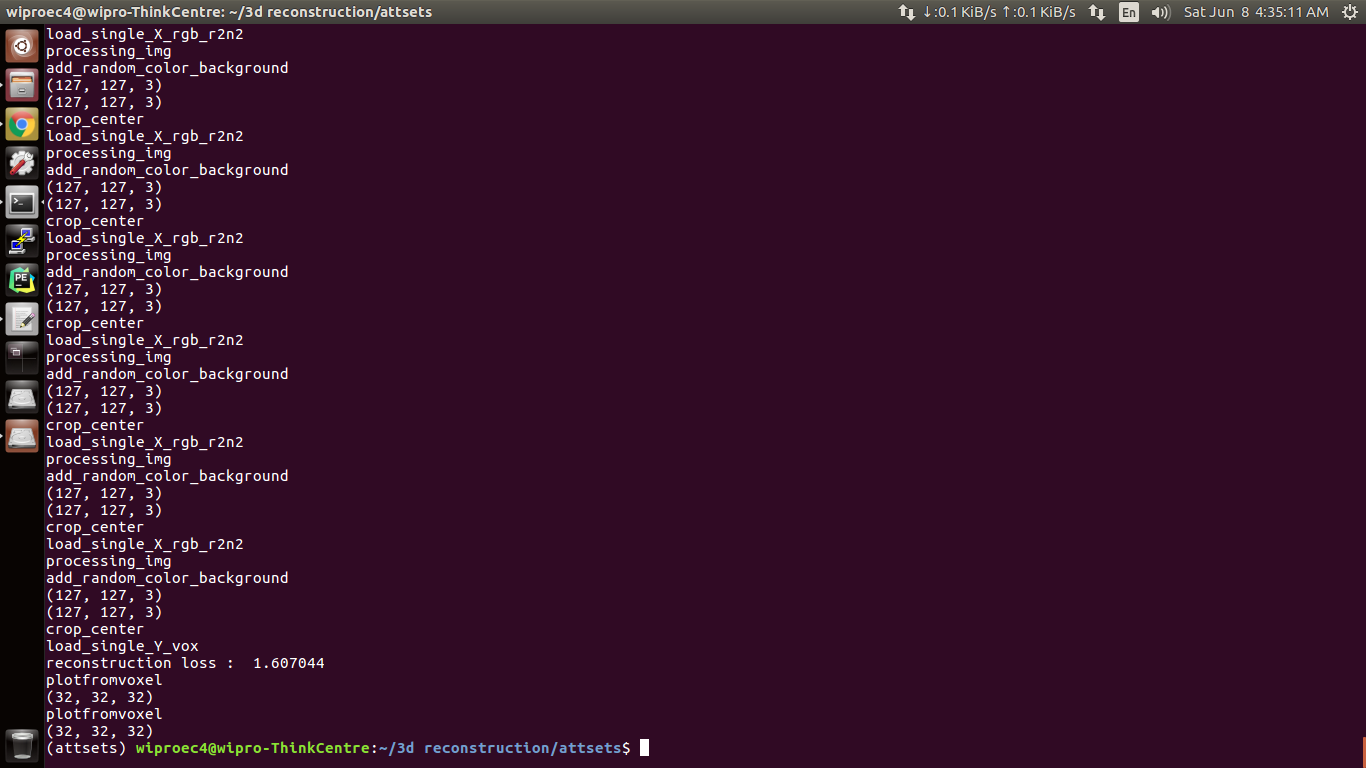 wiproec4@wipro-ThinkCentre: ~/3d reconstruction/attsets
↓:0.1 KiB/s ↑:0.1 KiB/s En Sat Jun 8 4:35:11 AM
load_single_X_rgb_r2n2
processing_img
add_random_color_background
(127, 127, 3)
(127, 127, 3)
crop_center
load_single_X_rgb_r2n2
processing_img
add_random_color_background
(127, 127, 3)
(127, 127, 3)
crop_center
load_single_X_rgb_r2n2
processing_img
add_random_color_background
(127, 127, 3)
(127, 127, 3)
crop_center
load_single_X_rgb_r2n2
processing_img
add_random_color_background
(127, 127, 3)
(127, 127, 3)
crop_center
load_single_X_rgb_r2n2
processing_img
add_random_color_background
(127, 127, 3)
(127, 127, 3)
crop_center
load_single_X_rgb_r2n2
processing_img
add_random_color_background
(127, 127, 3)
(127, 127, 3)
crop_center
load_single_Y_vox
reconstruction loss :  1.607044
plotfromvoxel
(32, 32, 32)
plotfromvoxel
(32, 32, 32)
(attsets) wiproec4@wipro-ThinkCentre:~/3d reconstruction/attsets$
PE